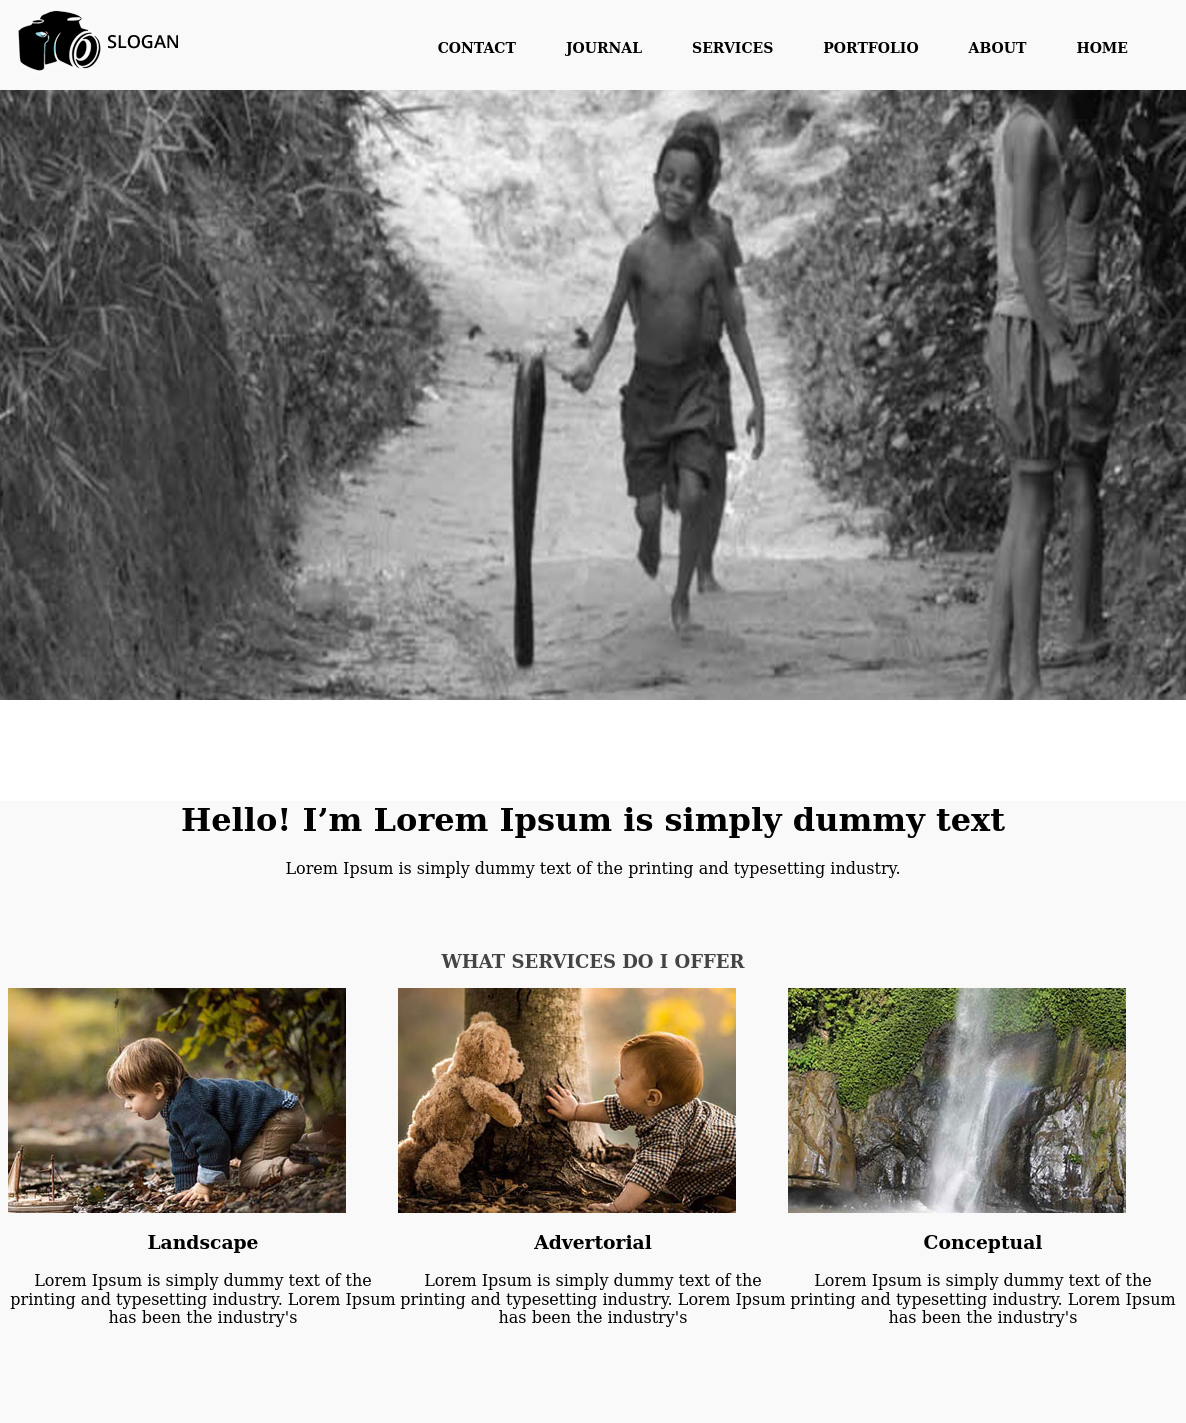 SLOGAN
CONTACT JOURNAL SERVICES PORTFOLIO ABOUT HOME
Hello! I’m Lorem Ipsum is simply dummy text
Lorem Ipsum is simply dummy text of the printing and typesetting industry.
WHAT SERVICES DO I OFFER
Landscape
Lorem Ipsum is simply dummy text of the
printing and typesetting industry. Lorem Ipsum
has been the industry's
Advertorial
Lorem Ipsum is simply dummy text of the
printing and typesetting industry. Lorem Ipsum
has been the industry's
Conceptual
Lorem Ipsum is simply dummy text of the
printing and typesetting industry. Lorem Ipsum
has been the industry's